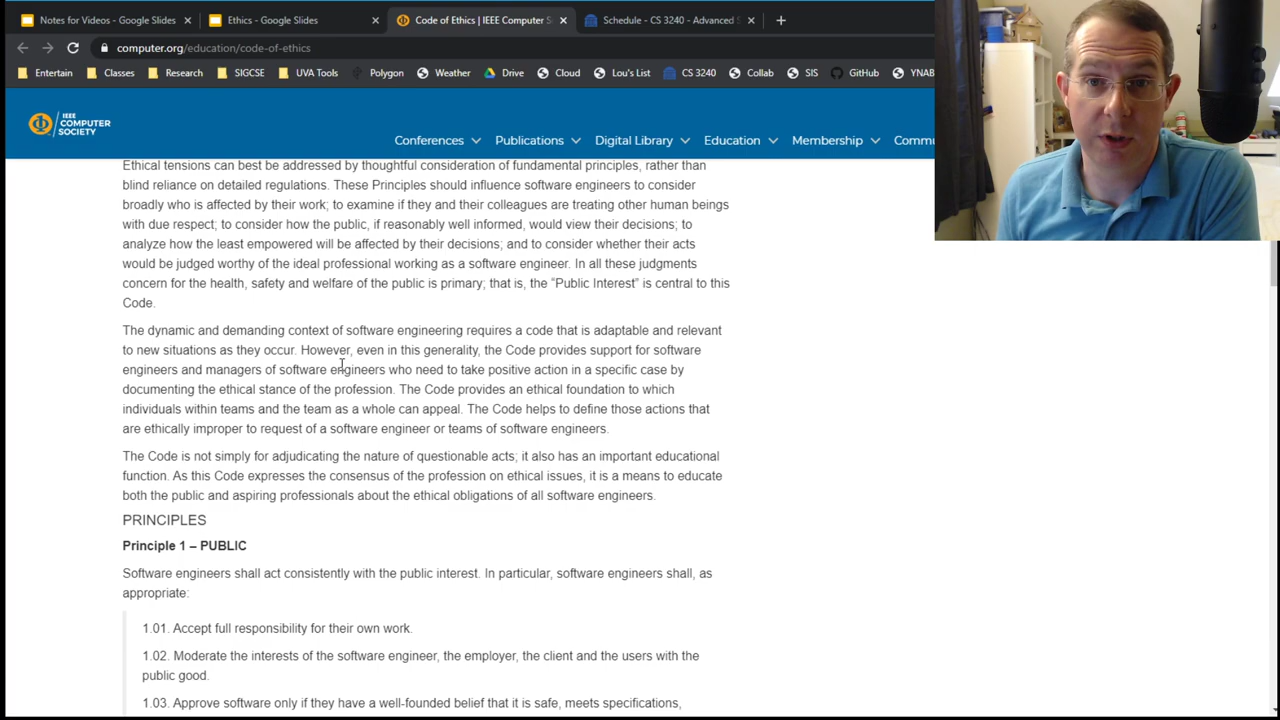 Notes for Videos - Google Slides
Ethics - Google Slides
Code of Ethics | IEEE Computer S
Schedule - CS 3240 - Advanced S
computer.org/education/code-of-ethics
Entertain Classes Research SIGCSE UVA Tools Polygon Weather Drive Cloud Lou's List CS 3240 Collab SIS GitHub YNAB
IEEE
COMPUTER
SOCIETY
Conferences Publications Digital Library Education Membership Commu
Ethical tensions can best be addressed by thoughtful consideration of fundamental principles, rather than
blind reliance on detailed regulations. These Principles should influence software engineers to consider
broadly who is affected by their work; to examine if they and their colleagues are treating other human beings
with due respect; to consider how the public, if reasonably well informed, would view their decisions; to
analyze how the least empowered will be affected by their decisions; and to consider whether their acts
would be judged worthy of the ideal professional working as a software engineer. In all these judgments
concern for the health, safety and welfare of the public is primary; that is, the “Public Interest” is central to this
Code.
The dynamic and demanding context of software engineering requires a code that is adaptable and relevant
to new situations as they occur. However, even in this generality, the Code provides support for software
engineers and managers of software engineers who need to take positive action in a specific case by
documenting the ethical stance of the profession. The Code provides an ethical foundation to which
individuals within teams and the team as a whole can appeal. The Code helps to define those actions that
are ethically improper to request of a software engineer or teams of software engineers.
The Code is not simply for adjudicating the nature of questionable acts; it also has an important educational
function. As this Code expresses the consensus of the profession on ethical issues, it is a means to educate
both the public and aspiring professionals about the ethical obligations of all software engineers.
PRINCIPLES
Principle 1 – PUBLIC
Software engineers shall act consistently with the public interest. In particular, software engineers shall, as
appropriate:
1.01. Accept full responsibility for their own work.
1.02. Moderate the interests of the software engineer, the employer, the client and the users with the
public good.
1.03. Approve software only if they have a well-founded belief that it is safe, meets specifications,